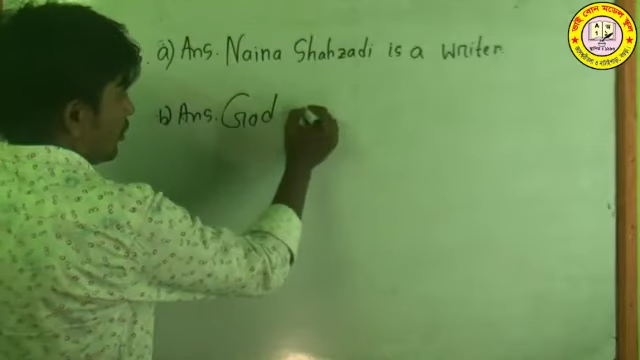 a) Ans. Naina Shahzadi is a writer.
b) Ans. God